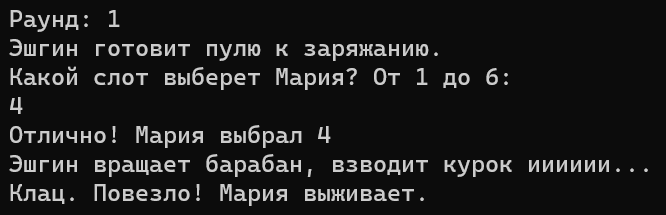 Раунд: 1
Эшгин готовит пулю к заряжанию.
Какой слот выберет Мария? От 1 до 6:
4
Отлично! Мария выбрал 4
Эшгин вращает барабан, взводит курок ииииии...
Клац. Повезло! Мария выживает.